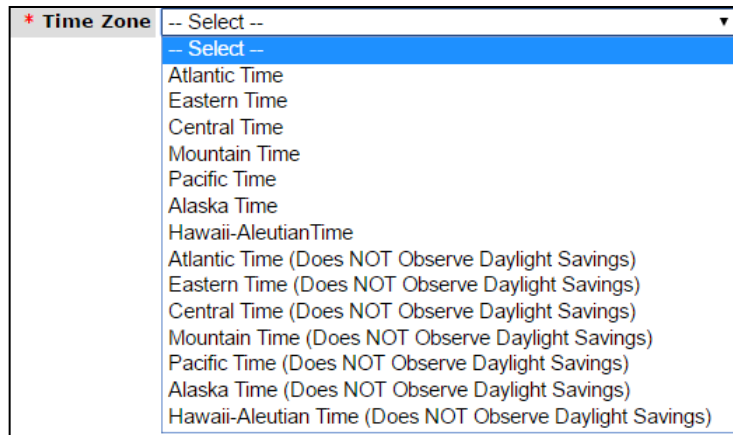 * Time Zone -- Select --
-- Select --
Atlantic Time
Eastern Time
Central Time
Mountain Time
Pacific Time
Alaska Time
Hawaii-AleutianTime
Atlantic Time (Does NOT Observe Daylight Savings)
Eastern Time (Does NOT Observe Daylight Savings)
Central Time (Does NOT Observe Daylight Savings)
Mountain Time (Does NOT Observe Daylight Savings)
Pacific Time (Does NOT Observe Daylight Savings)
Alaska Time (Does NOT Observe Daylight Savings)
Hawaii-Aleutian Time (Does NOT Observe Daylight Savings)